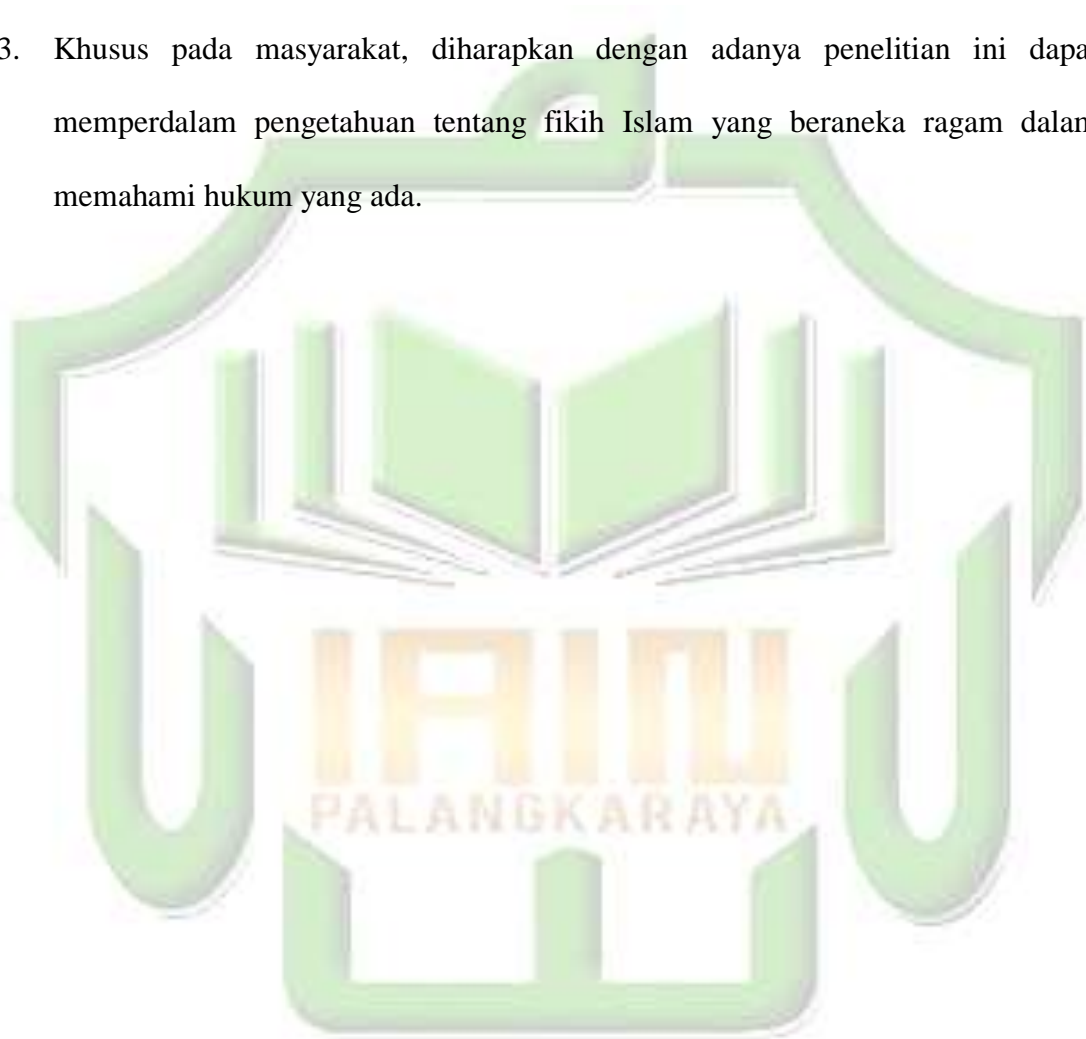 3. Khusus pada masyarakat, diharapkan dengan adanya penelitian ini dapa
memperdalam pengetahuan tentang fikih Islam yang beraneka ragam dalan
memahami hukum yang ada.
IAIN
PALANGKARAYA